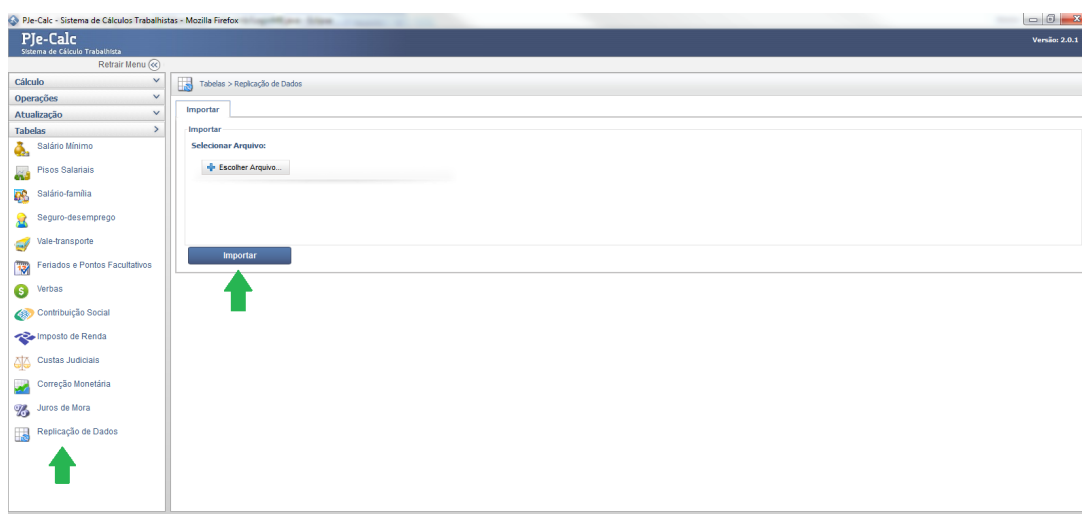 PJe-Calc - Sistema de Cálculos Trabalhistas - Mozilla Firefox
PJe-Calc
Sistema de Cálculo Trabalhista
Versão: 2.0.1
Retrair Menu
Cálculo
Operações
Atualização
Tabelas
Salário Mínimo
Pisos Salariais
Salário-família
Seguro-desemprego
Vale-transporte
Feriados e Pontos Facultativos
Verbas
Contribuição Social
Imposto de Renda
Custas Judiciais
Correção Monetária
Juros de Mora
Replicação de Dados
Tabelas > Replicação de Dados
Importar
Importar
Selecionar Arquivo:
Escolher Arquivo...
Importar